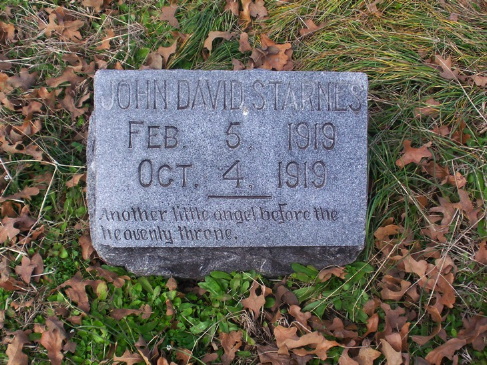 JOHN DAVID STARNES
FEB. 5, 1919
OCT. 4, 1919
Another little angel before the
heavenly throne.